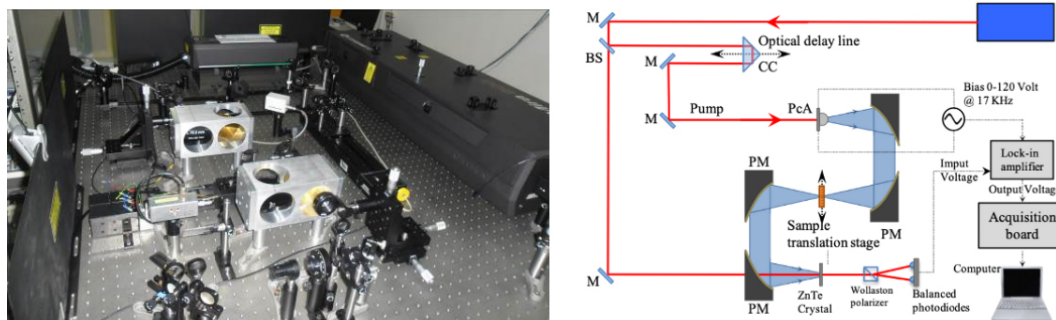 M
BS
Optical delay line
CC
M
M
Pump
PcA
Bias 0-120 Volt
@ 17 KHz
Lock-in
amplifier
Imput
Voltage
Output Voltage
Acquisition
board
Computer
PM
PM
Sample
translation stage
M
PM
ZnTe
Crystal
Wollaston
polarizer
Balanced
photodiodes